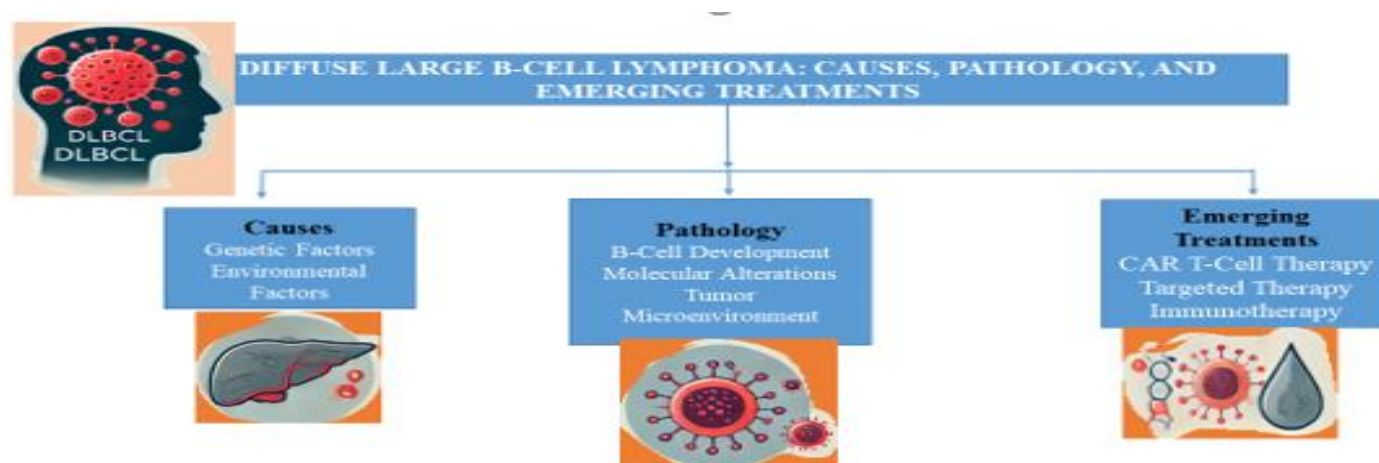 DIFFUSE LARGE B-CELL LYMPHOMA: CAUSES, PATHOLOGY, AND
EMERGING TREATMENTS
DLBCL
DLBCL
Causes
Genetic Factors
Environmental
Factors
Pathology
B-Cell Development
Molecular Alterations
Tumor
Microenvironment
Emerging
Treatments
CAR T-Cell Therapy
Targeted Therapy
Immunotherapy